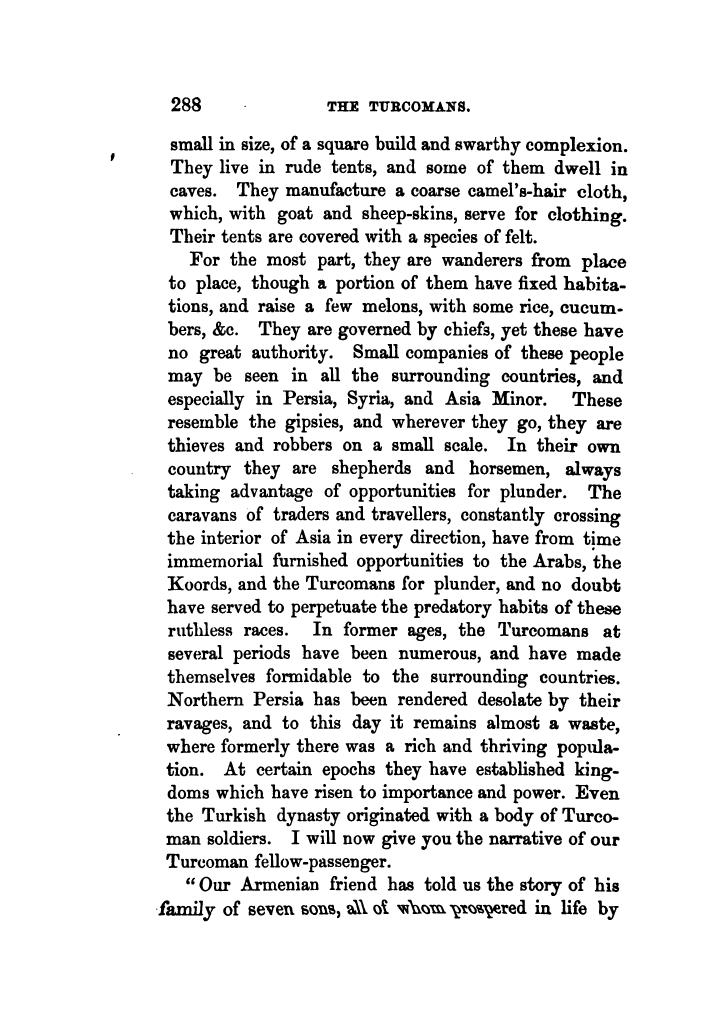 288 THE TURCOMANS.
small in size, of a square build and swarthy complexion.
They live in rude tents, and some of them dwell in
caves. They manufacture a coarse camel's-hair cloth,
which, with goat and sheep-skins, serve for clothing.
Their tents are covered with a species of felt.
For the most part, they are wanderers from place
to place, though a portion of them have fixed habita-
tions, and raise a few melons, with some rice, cucum-
bers, &c. They are governed by chiefs, yet these have
no great authority. Small companies of these people
may be seen in all the surrounding countries, and
especially in Persia, Syria, and Asia Minor. These
resemble the gipsies, and wherever they go, they are
thieves and robbers on a small scale. In their own
country they are shepherds and horsemen, always
taking advantage of opportunities for plunder. The
caravans of traders and travellers, constantly crossing
the interior of Asia in every direction, have from time
immemorial furnished opportunities to the Arabs, the
Koords, and the Turcomans for plunder, and no doubt
have served to perpetuate the predatory habits of these
ruthless races. In former ages, the Turcomans at
several periods have been numerous, and have made
themselves formidable to the surrounding countries.
Northern Persia has been rendered desolate by their
ravages, and to this day it remains almost a waste,
where formerly there was a rich and thriving popula-
tion. At certain epochs they have established king-
doms which have risen to importance and power. Even
the Turkish dynasty originated with a body of Turco-
man soldiers. I will now give you the narrative of our
Turcoman fellow-passenger.
"Our Armenian friend has told us the story of his
family of seven sons, all of whom prospered in life by